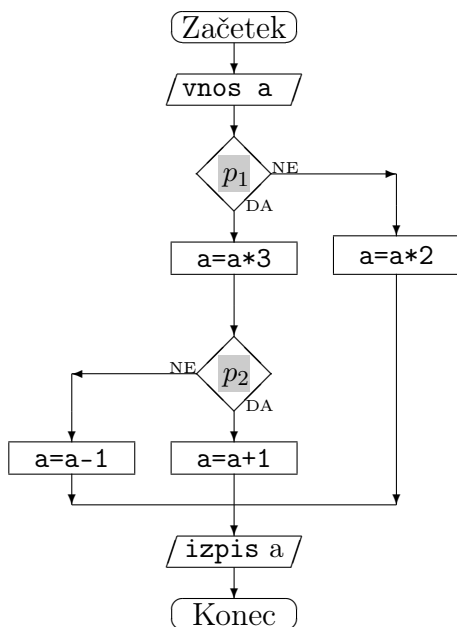 Začetek
vnos a
p₁
NE
DA
a=a*3
a=a*2
p₂
NE
DA
a=a-1
a=a+1
izpis a
Konec